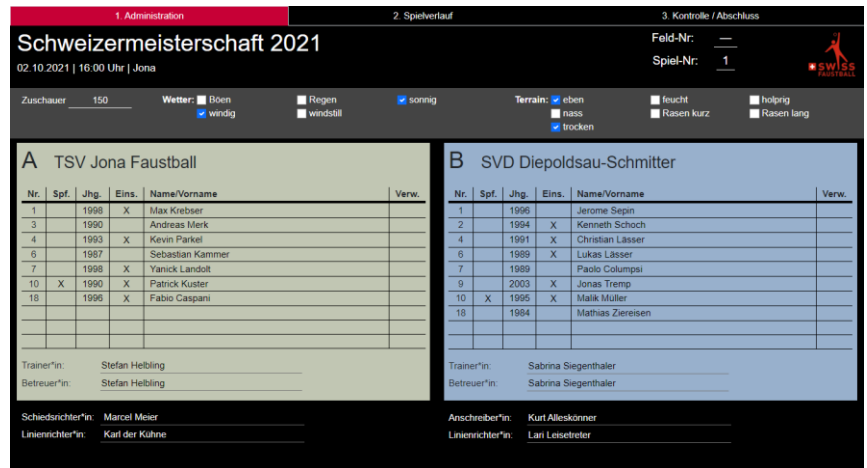 1. Administration 2. Spielverlauf 3. Kontrolle / Abschluss
Schweizermeisterschaft 2021
02.10.2021 | 16:00 Uhr | Jona
Feld-Nr: —
Spiel-Nr: 1
SWISS
FAUSTBALL
Zuschauer 150 Wetter: Böen Regen sonnig Terrain: eben feucht holprig
windig windstill nass Rasen kurz Rasen lang
trocken
A TSV Jona Faustball
Nr. Spf. Jhg. Eins. Name/Vorname Verw.
1 1998 X Max Krebser
3 1990 Andreas Merk
4 1993 X Kevin Parkel
6 1987 Sebastian Kammer
7 1998 X Yanick Landolt
10 X 1990 X Patrick Kuster
18 1996 X Fabio Caspani
Trainer*in: Stefan Helbling
Betreuer*in: Stefan Helbling
B SVD Diepoldsau-Schmitter
Nr. Spf. Jhg. Eins. Name/Vorname Verw.
1 1996 Jerome Sepin
2 1994 X Kenneth Schoch
4 1991 X Christian Lässer
6 1989 X Lukas Lässer
7 1989 Paolo Columpsi
9 2003 X Jonas Tremp
10 X 1995 X Malik Müller
18 1984 Mathias Ziereisen
Trainer*in: Sabrina Siegenthaler
Betreuer*in: Sabrina Siegenthaler
Schiedsrichter*in: Marcel Meier
Linienrichter*in: Karl der Kühne
Anschreiber*in: Kurt Alleskönner
Linienrichter*in: Lari Leisetreter